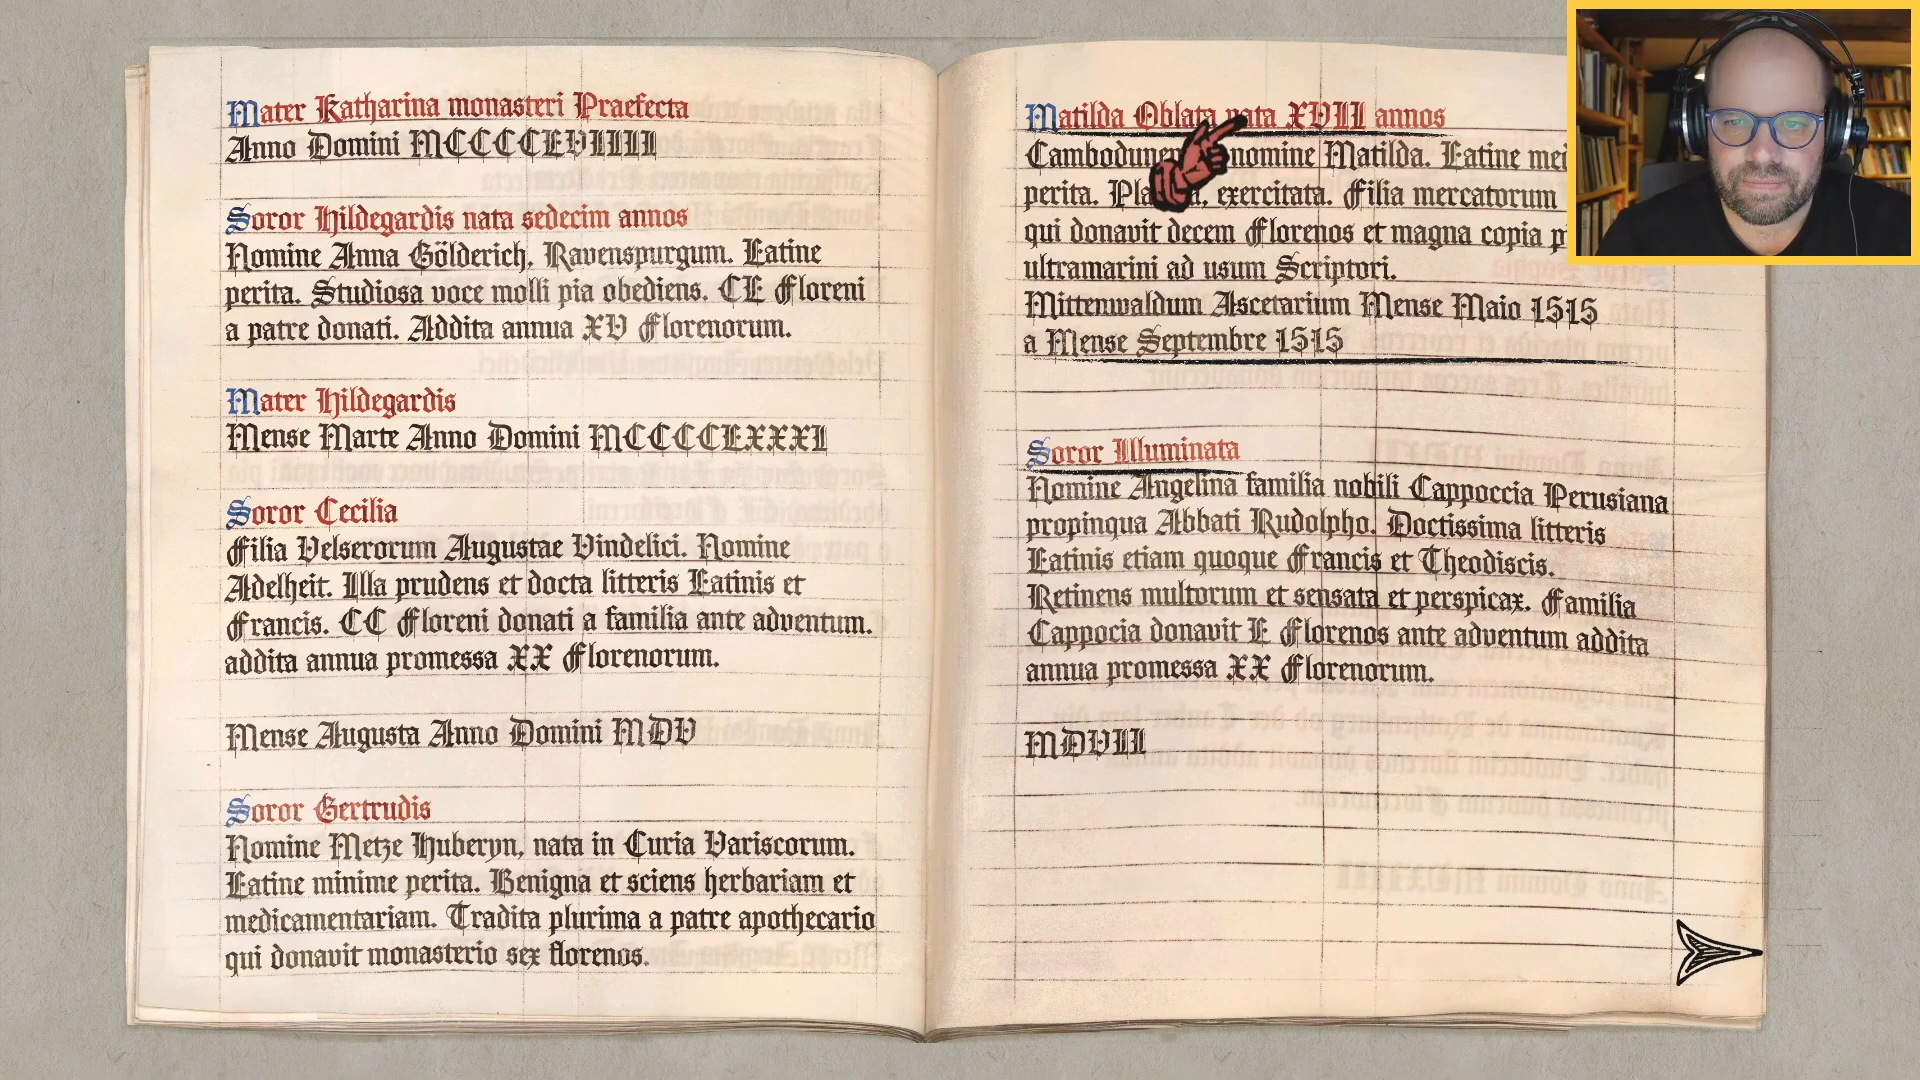 Mater Katharina monasteri Praefecta
Anno Domini MCCCCLVIIII
Soror Hildegardis nata sedecim annos
Nomine Anna Gölderich, Ravenspurgum. Latine
perita. Studiosa voce molli pia obediens. CL Floreni
a patre donati. Addita annua XV Florenorum.
Mater Hildegardis
Mense Marte Anno Domini MCCCCLXXXI
Soror Cecilia
Filia Velserorum Augustae Vindelici. Nomine
Adelheit. Illa prudens et docta litteris Latinis et
Francis. CC Floreni donati a familia ante adventum.
addita annua promessa XX Florenorum.
Mense Augusta Anno Domini MDV
Soror Gertrudis
Nomine Metze Huberyn, nata in Curia Variscorum.
Latine minime perita. Benigna et sciens herbariam et
medicamentariam. Tradita plurima a patre apothecario
qui donavit monasterio sex florenos.
Matilda Oblata nata XVII annos
nomine Matilda. Latine
perita. exercitata. Filia mercatorum
qui donavit decem Florenos et magna copia
ultramarini ad usum Scriptori.
Mittenwaldum Ascetarium Mense Maio 1515
a Mense Septembre 1515
Soror Illuminata
Nomine Angelina familia nobili Cappoccia Perusiana
propinqua Abbati Rudolpho. Doctissima litteris
Latinis etiam quoque Francis et Theodiscis.
Retinens multorum et sensata et perspicax. Familia
Cappocia donavit L Florenos ante adventum addita
annua promessa XX Florenorum.
MDVII